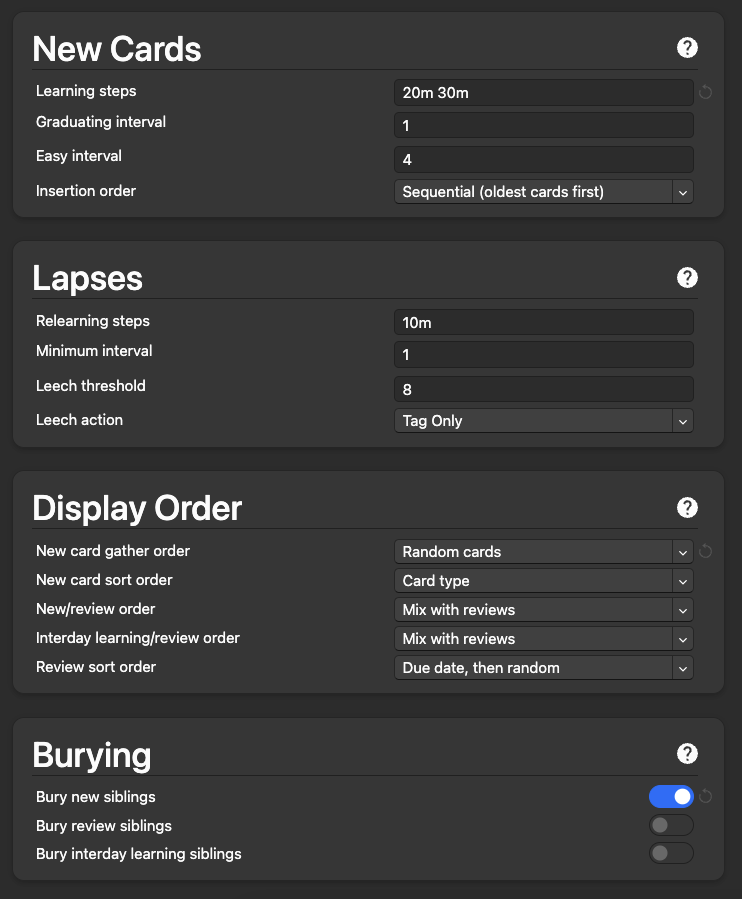 New Cards
Learning steps 20m 30m
Graduating interval 1
Easy interval 4
Insertion order Sequential (oldest cards first)
Lapses
Relearning steps 10m
Minimum interval 1
Leech threshold 8
Leech action Tag Only
Display Order
New card gather order Random cards
New card sort order Card type
New/review order Mix with reviews
Interday learning/review order Mix with reviews
Review sort order Due date, then random
Burying
Bury new siblings
Bury review siblings
Bury interday learning siblings